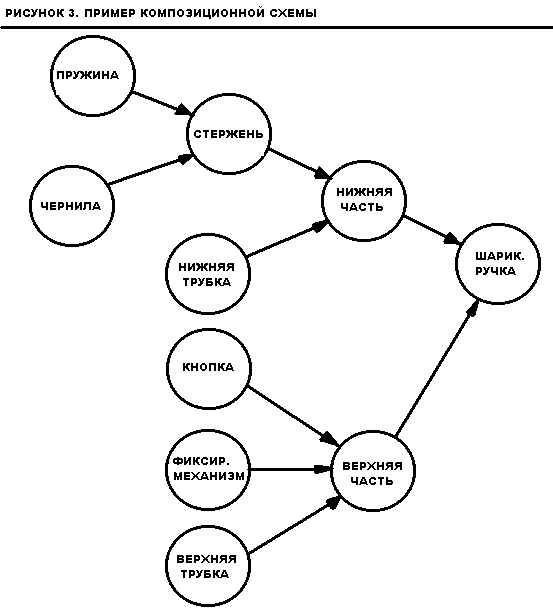 РИСУНОК 3. ПРИМЕР КОМПОЗИЦИОННОЙ СХЕМЫ
ПРУЖИНА
СТЕРЖЕНЬ
ЧЕРНИЛА
НИЖНЯЯ
ЧАСТЬ
НИЖНЯЯ
ТРУБКА
ШАРИК.
РУЧКА
КНОПКА
ФИКСИР.
МЕХАНИЗМ
ВЕРХНЯЯ
ЧАСТЬ
ВЕРХНЯЯ
ТРУБКА